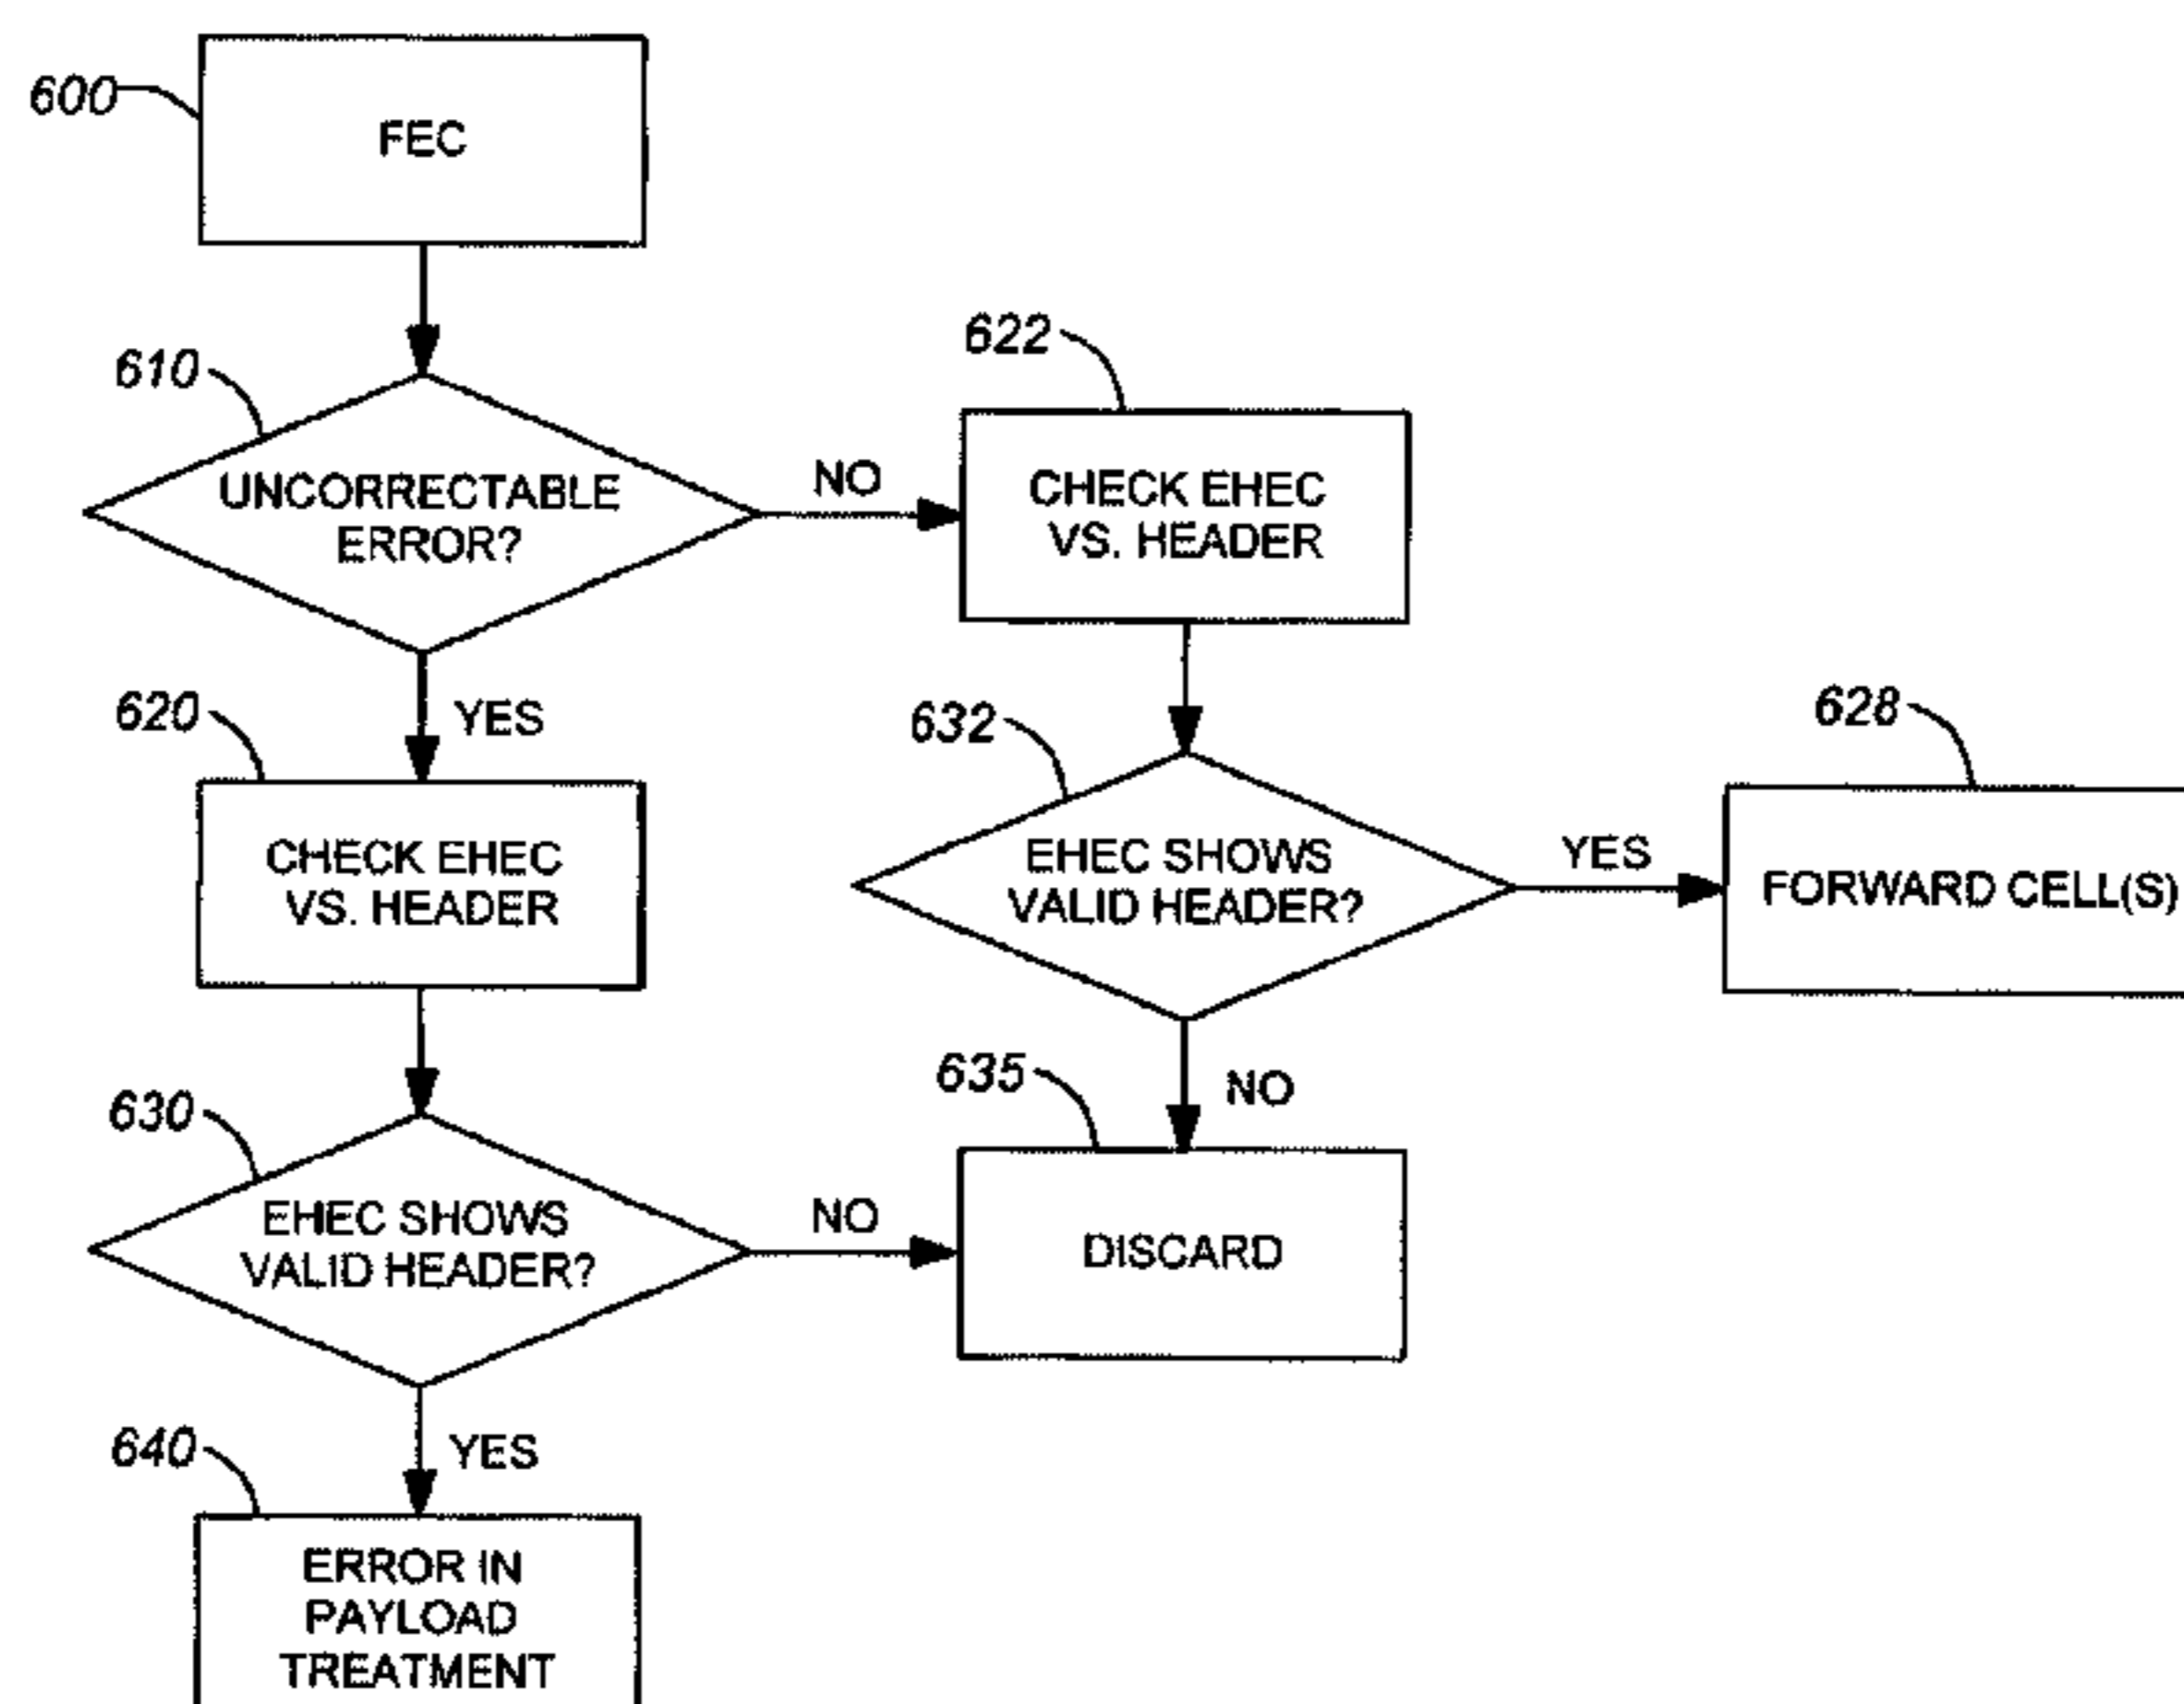 600
FEC
610
UNCORRECTABLE
ERROR?
NO
622
CHECK EHEC
VS. HEADER
YES
620
CHECK EHEC
VS. HEADER
632
EHEC SHOWS
VALID HEADER?
YES
628
FORWARD CELL(S)
630
EHEC SHOWS
VALID HEADER?
NO
635
NO
DISCARD
640
YES
ERROR IN
PAYLOAD
TREATMENT